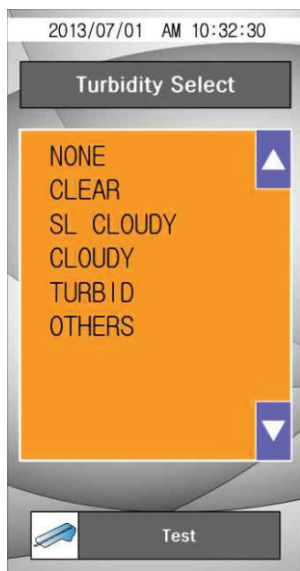 2013/07/01 AM 10:32:30
Turbidity Select
NONE
CLEAR
SL CLOUDY
CLOUDY
TURBID
OTHERS
Test